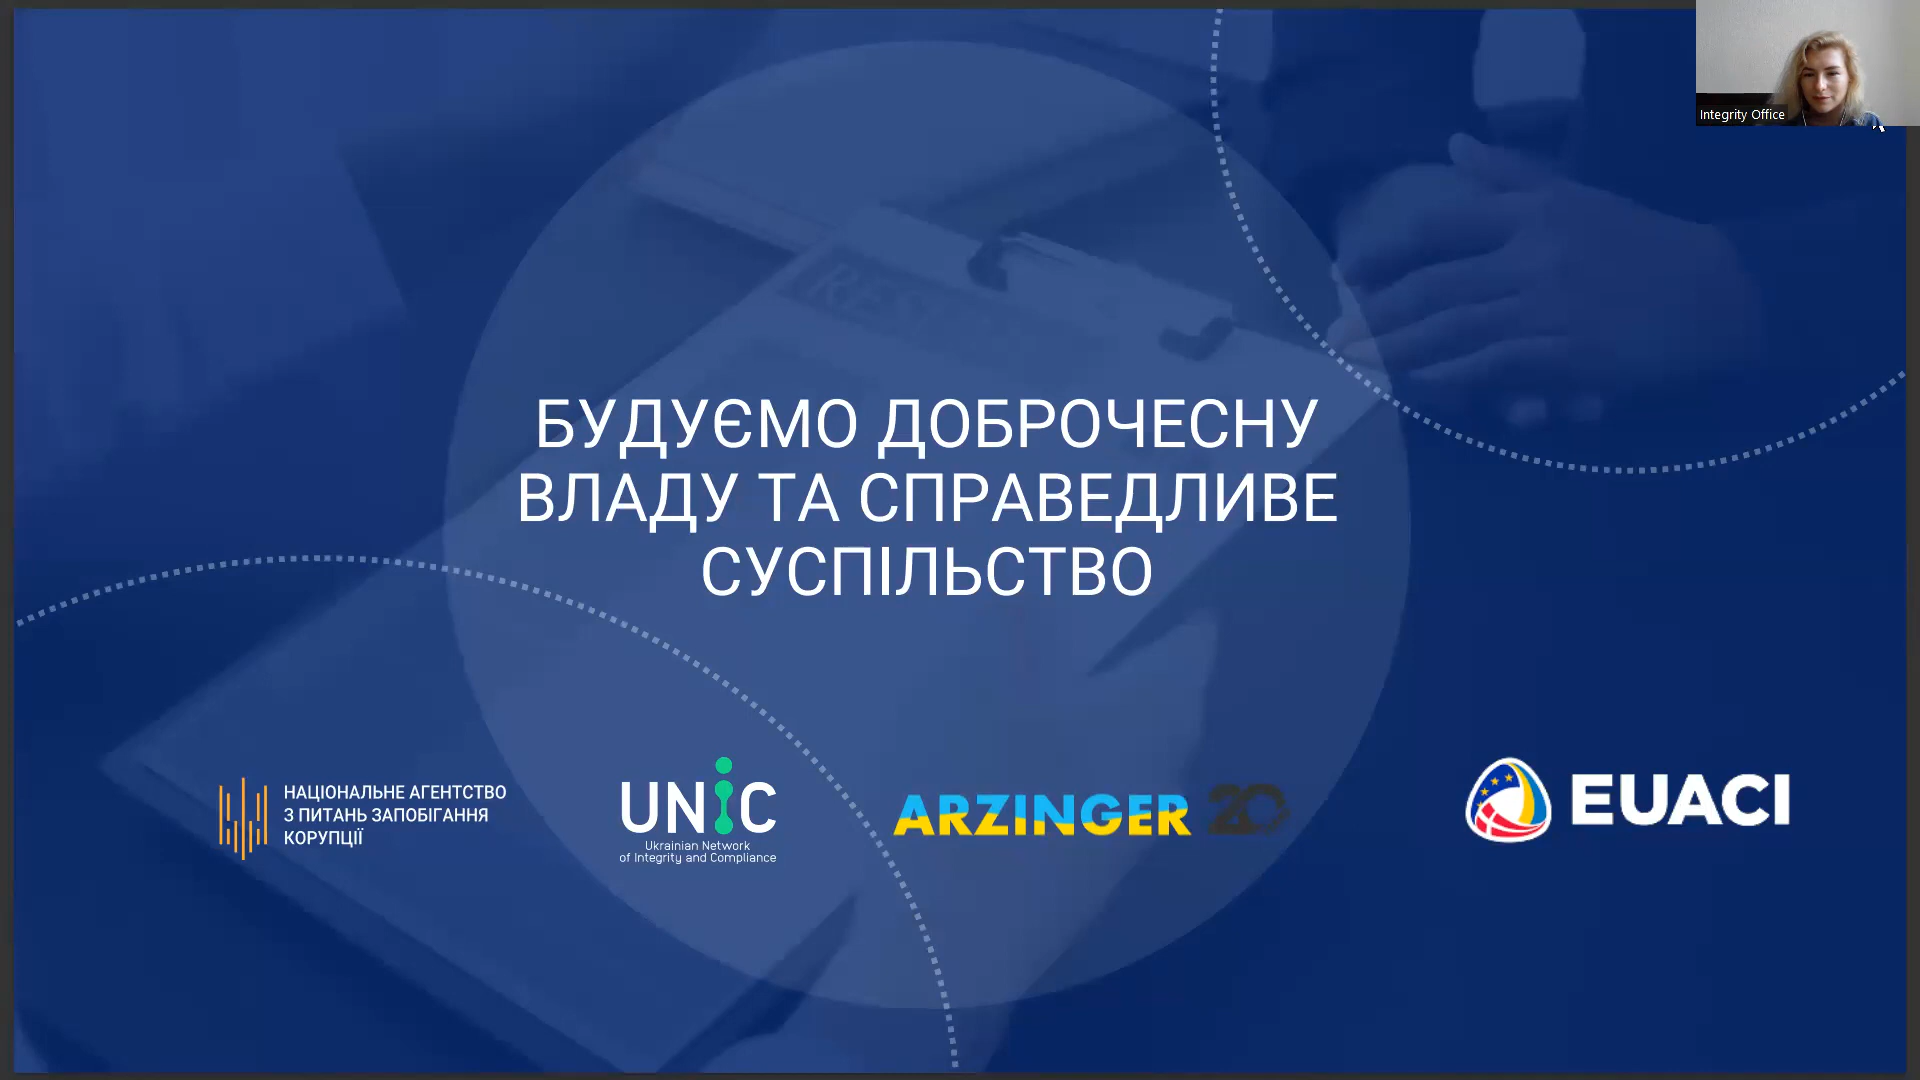 Integrity Office
БУДУЄМО ДОБРОЧЕСНУ
ВЛАДУ ТА СПРАВЕДЛИВЕ
СУСПІЛЬСТВО
НАЦІОНАЛЬНЕ АГЕНТСТВО
З ПИТАНЬ ЗАПОБІГАННЯ
КОРУПЦІЇ
UNIC
Ukrainian Network
of Integrity and Compliance
ARZINGER 20
EUACI